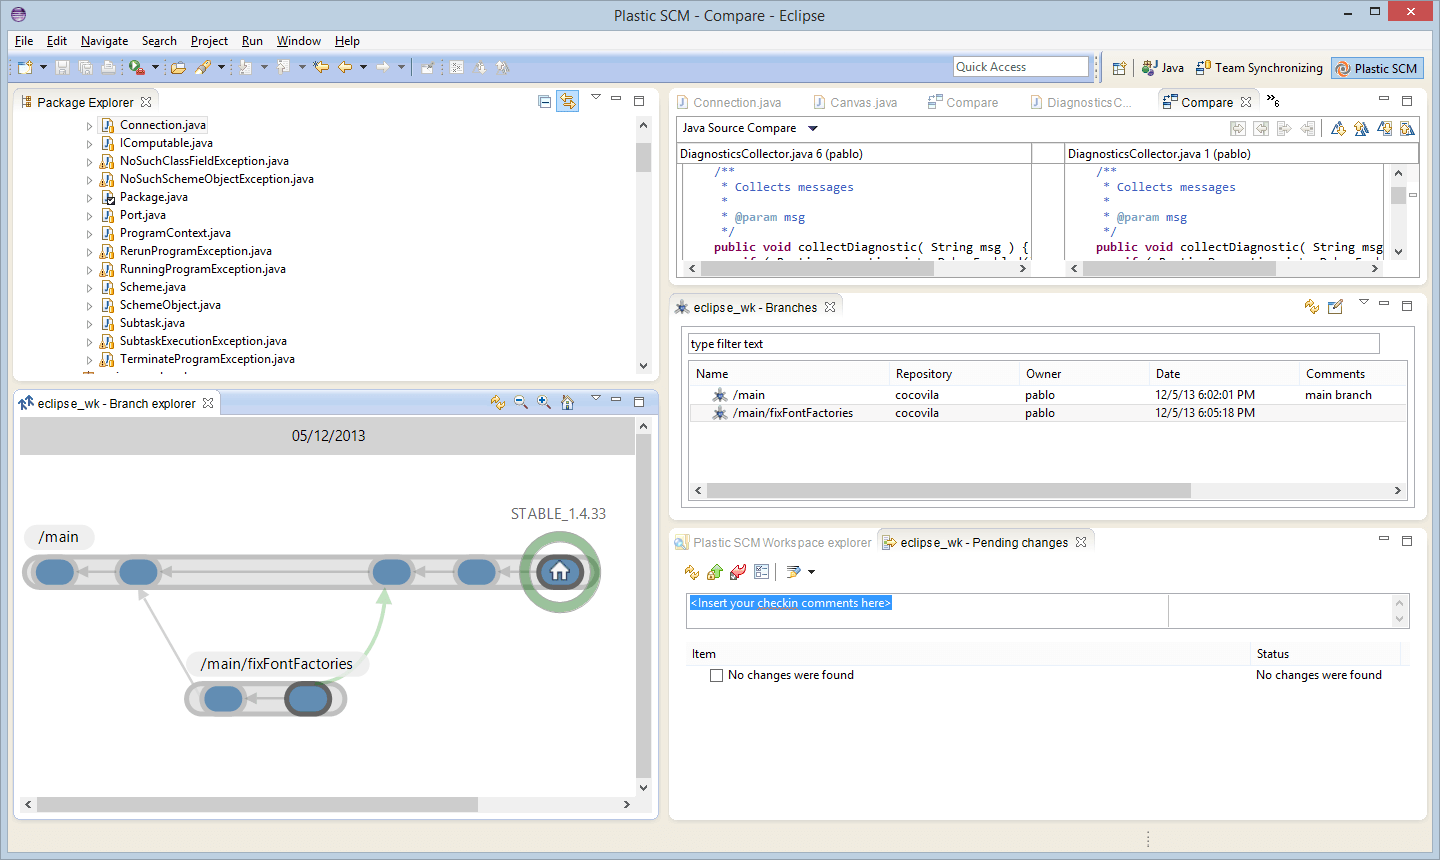 Plastic SCM - Compare - Eclipse
File Edit Navigate Search Project Run Window Help
Quick Access
Java
Team Synchronizing
Plastic SCM
Package Explorer
Connection.java
IComputable.java
NoSuchClassFieldException.java
NoSuchSchemeObjectException.java
Package.java
Port.java
ProgramContext.java
RerunProgramException.java
RunningProgramException.java
Scheme.java
SchemeObject.java
Subtask.java
SubtaskExecutionException.java
TerminateProgramException.java
eclipse_wk - Branch explorer
05/12/2013
STABLE_1.4.33
/main
/main/fixFontFactories
Connection.java
Canvas.java
Compare
DiagnosticsC...
Compare
»6
Java Source Compare
DiagnosticsCollector.java 6 (pablo)
/**
* Collects messages
*
* @param msg
*/
public void collectDiagnostic( String msg ) {
DiagnosticsCollector.java 1 (pablo)
/**
* Collects messages
*
* @param msg
*/
public void collectDiagnostic( String msg
eclipse_wk - Branches
type filter text
Name Repository Owner Date Comments
/main cocovila pablo 12/5/13 6:02:01 PM main branch
/main/fixFontFactories cocovila pablo 12/5/13 6:05:18 PM
Plastic SCM Workspace explorer
eclipse_wk - Pending changes
<Insert your checkin comments here>
Item Status
No changes were found No changes were found